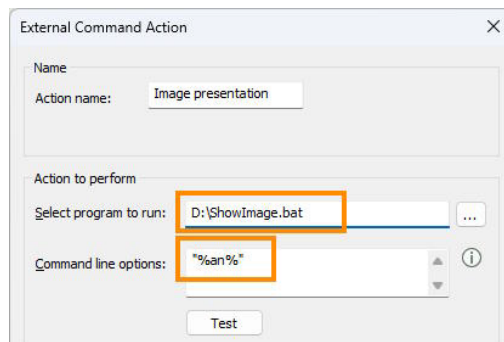 External Command Action
Name
Action name: Image presentation
Action to perform
Select program to run: D:\ShowImage.bat ...
Command line options: "%an%"
Test